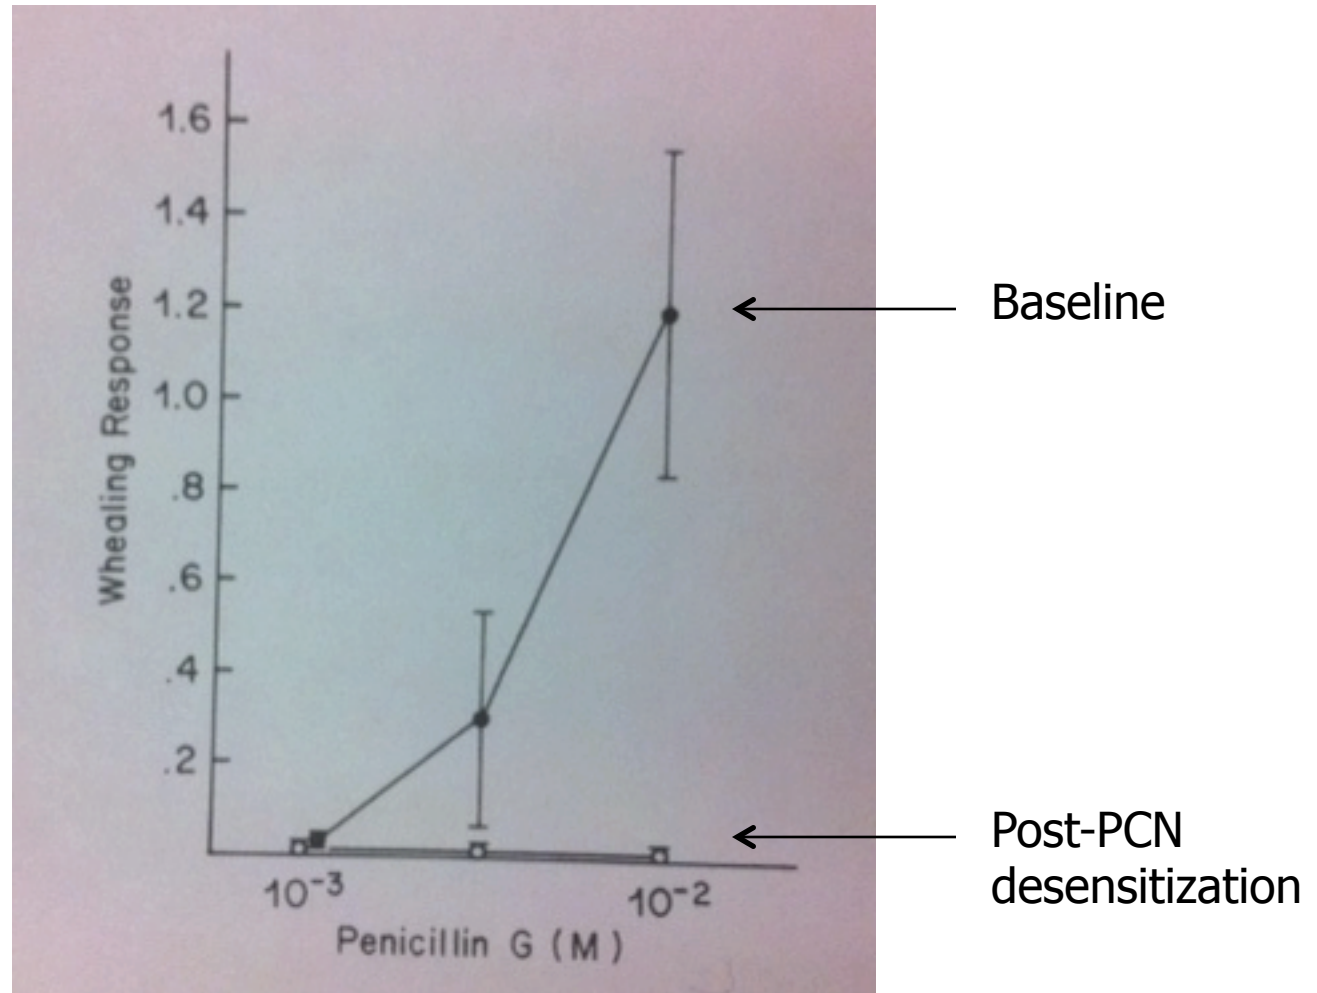 1.6
1.4
1.2
1.0
.8
.6
.4
.2
Whealing Response
10⁻³
10⁻²
Penicillin G (M)
Baseline
Post-PCN
desensitization